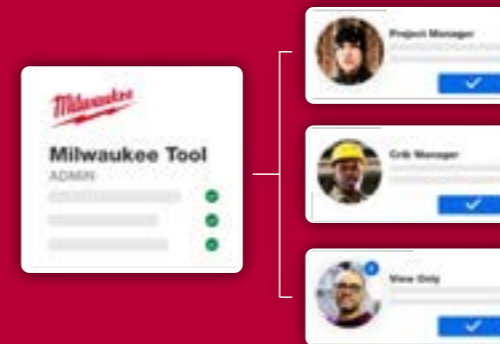 Milwaukee
Milwaukee Tool
ADMIN
Project Manager
Crib Manager
View Only